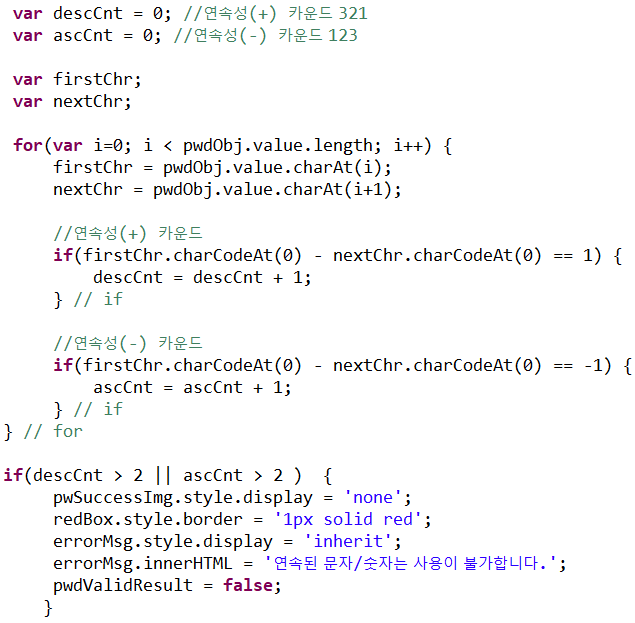 var descCnt = 0; //연속성(+) 카운드 321
var ascCnt = 0; //연속성(-) 카운드 123
var firstChr;
var nextChr;
for(var i=0; i < pwdObj.value.length; i++) {
firstChr = pwdObj.value.charAt(i);
nextChr = pwdObj.value.charAt(i+1);
//연속성(+) 카운드
if(firstChr.charCodeAt(0) - nextChr.charCodeAt(0) == 1) {
descCnt = descCnt + 1;
} // if
//연속성(-) 카운드
if(firstChr.charCodeAt(0) - nextChr.charCodeAt(0) == -1) {
ascCnt = ascCnt + 1;
} // if
} // for
if(descCnt > 2 || ascCnt > 2 )  {
pwSuccessImg.style.display = 'none';
redBox.style.border = '1px solid red';
errorMsg.style.display = 'inherit';
errorMsg.innerHTML = '연속된 문자/숫자는 사용이 불가합니다.';
pwdValidResult = false;
}